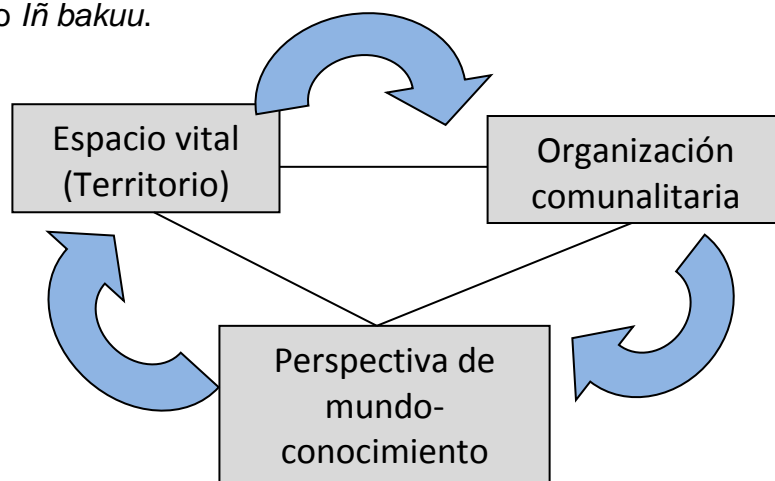 o Iñ bakuu.
Espacio vital
(Territorio)
Organización
comunalitaria
Perspectiva de
mundo-
conocimiento